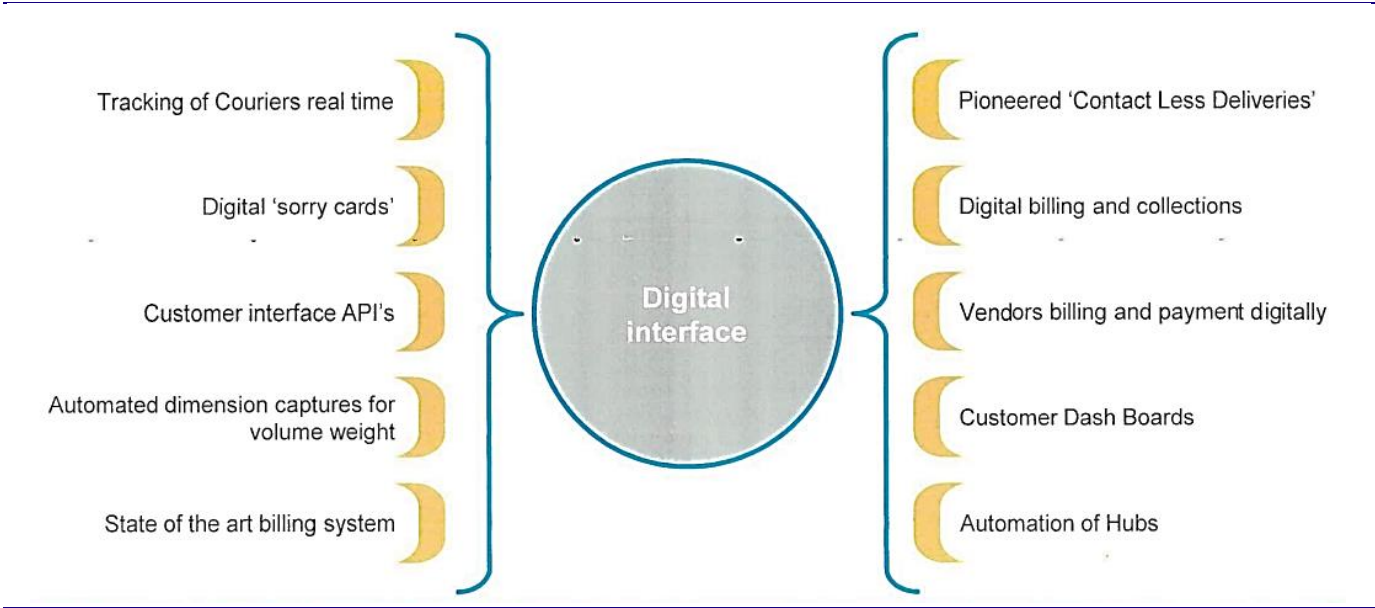 Tracking of Couriers real time
Digital 'sorry cards'
Customer interface API's
Automated dimension captures for
volume weight
State of the art billing system
Digital
interface
Pioneered 'Contact Less Deliveries'
Digital billing and collections
Vendors billing and payment digitally
Customer Dash Boards
Automation of Hubs